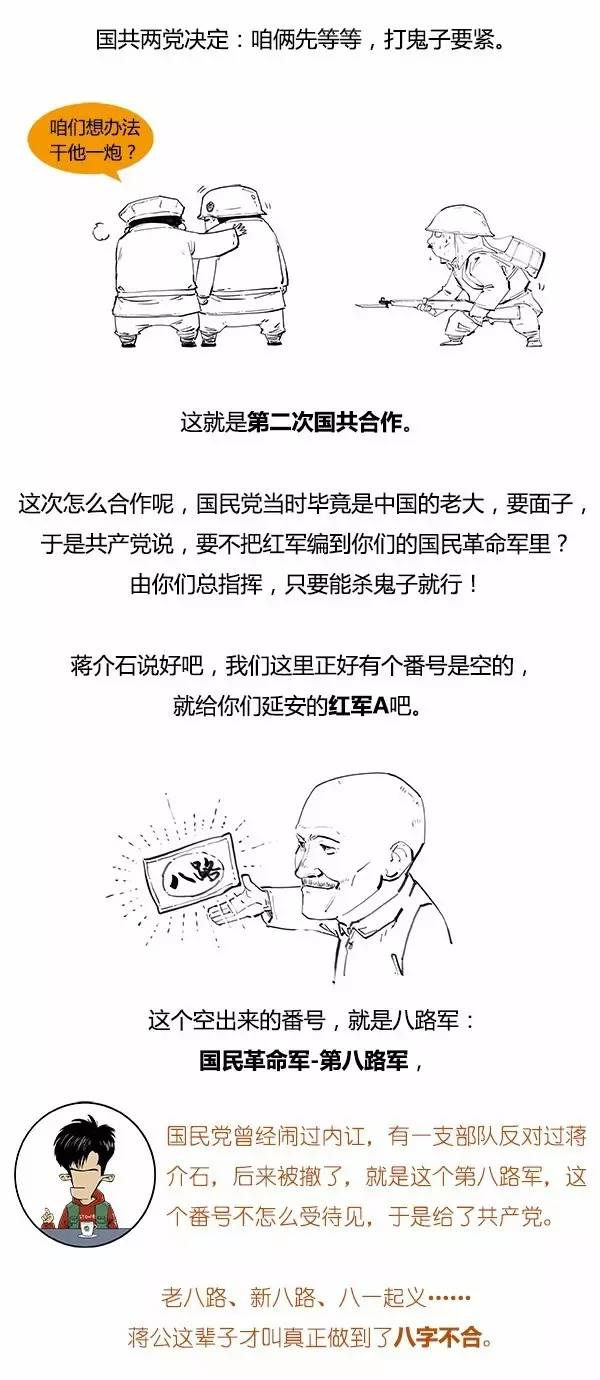 国共两党决定：咱俩先等等，打鬼子要紧。
咱们想办法
干他一炮？
这就是第二次国共合作。
这次怎么合作呢，国民党当时毕竟是中国的老大，要面子，
于是共产党说，要不把红军编到你们的国民革命军里？
由你们总指挥，只要能杀鬼子就行！
蒋介石说好吧，我们这里正好有个番号是空的，
就给你们延安的红军A吧。
八路
这个空出来的番号，就是八路军：
国民革命军-第八路军，
国民党曾经闹过内讧，有一支部队反对过蒋
介石，后来被撤了，就是这个第八路军，这
个番号不怎么受待见，于是给了共产党。
老八路、新八路、八一起义……
蒋公这辈子才叫真正做到了八字不合。